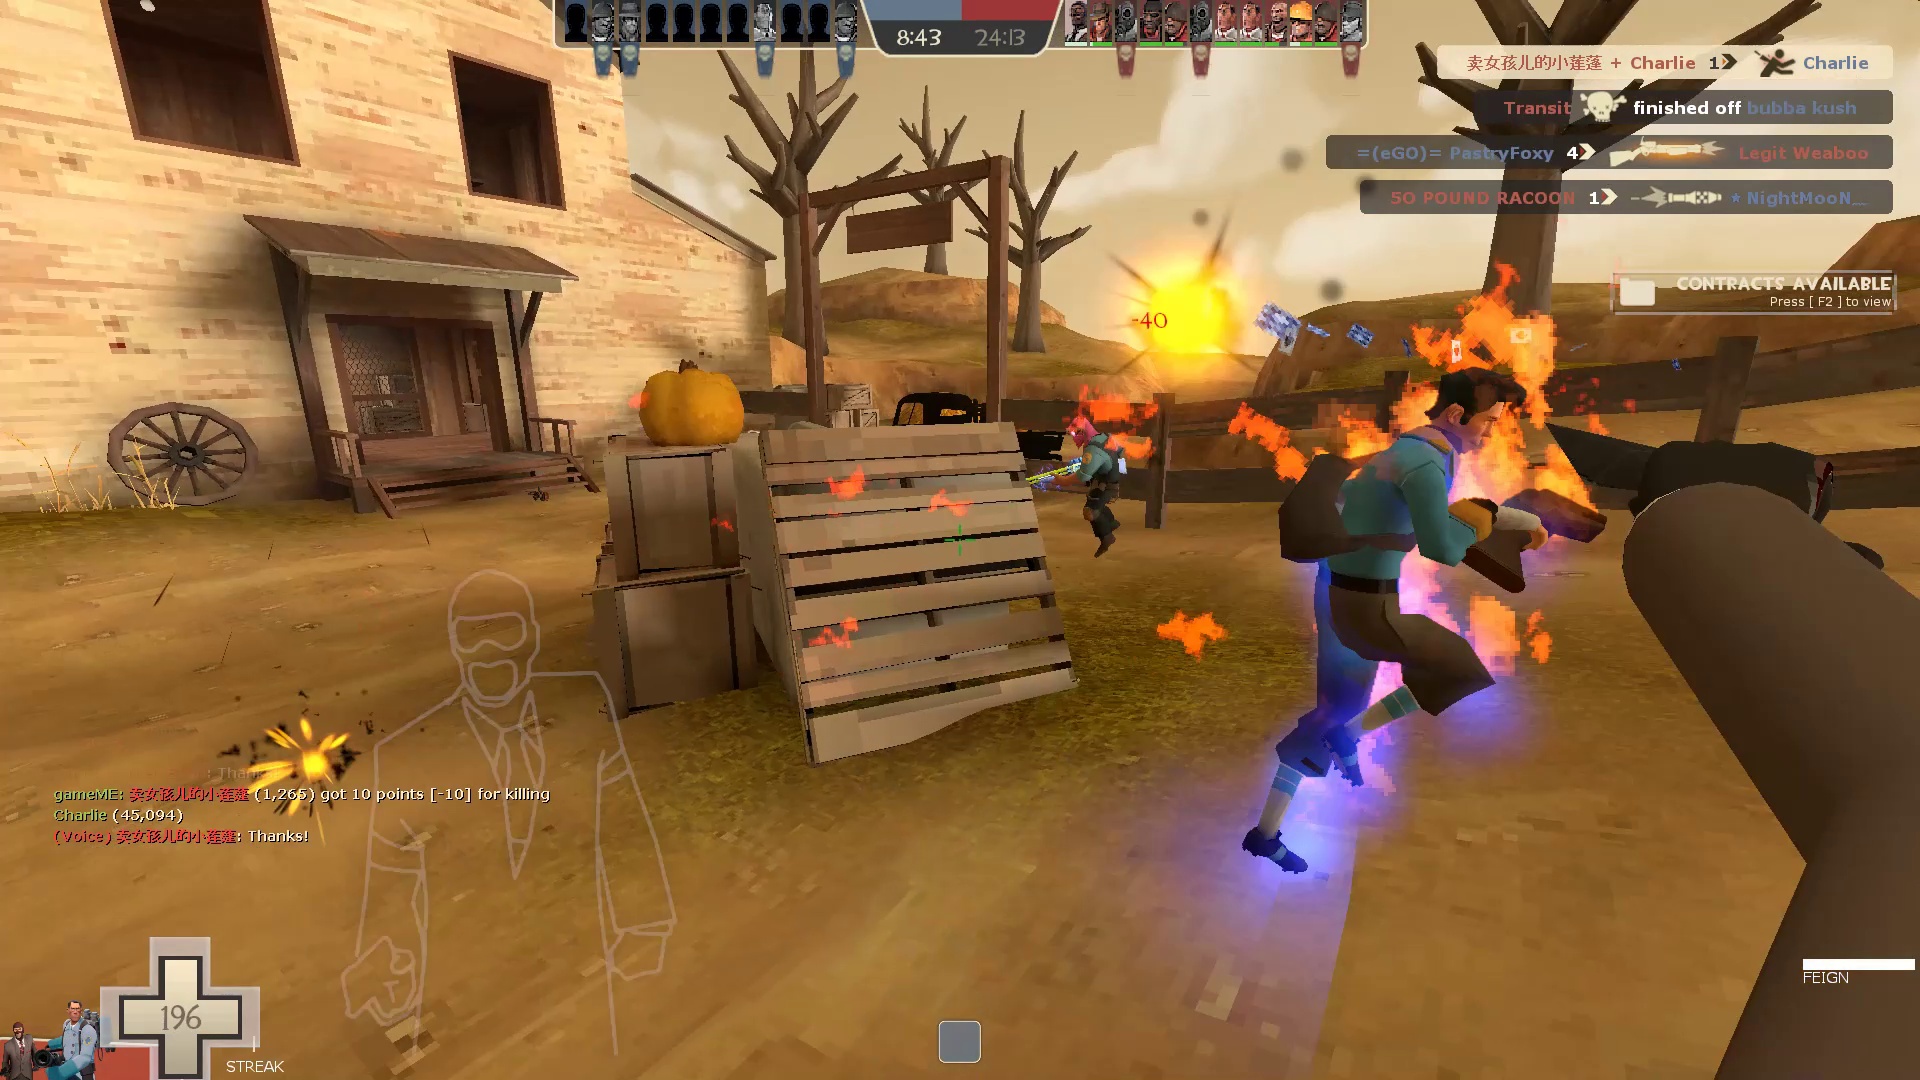 8:43 24:13
卖女孩儿的小莲蓬 + Charlie 1 Charlie
Transit finished off bubba kush
=(eGO)= PastryFoxy 4 Legit Weaboo
50 POUND RACOON 1 * NightMooN__
CONTRACTS AVAILABLE
Press [ F2 ] to view
-40
gameME: 卖女孩儿的小莲蓬 (1,265) got 10 points [-10] for killing
Charlie (45,094)
(Voice) 卖女孩儿的小莲蓬: Thanks!
FEIGN
196
STREAK